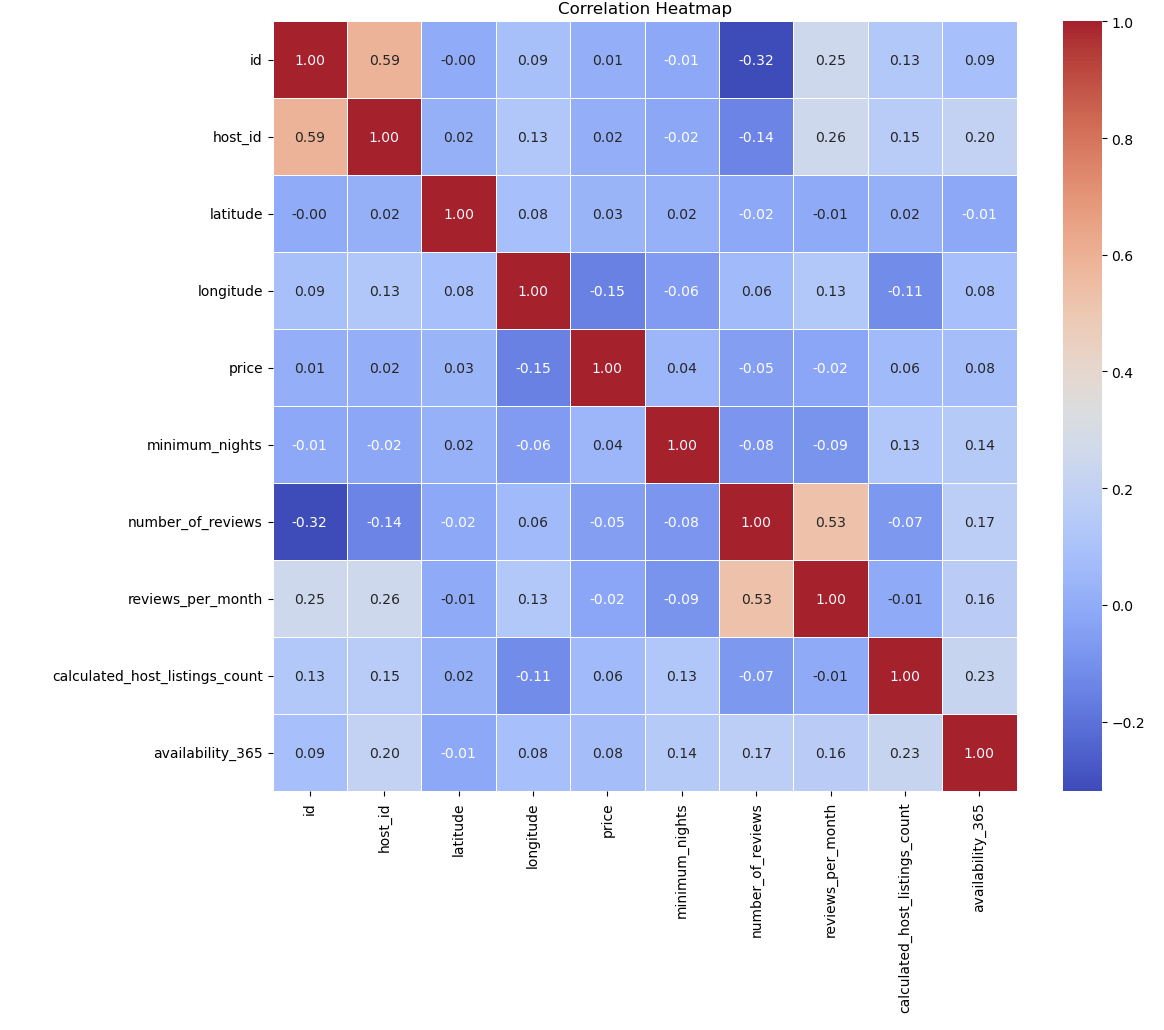 Correlation Heatmap
id 1.00 0.59 -0.00 0.09 0.01 -0.01 -0.32 0.25 0.13 0.09
host_id 0.59 1.00 0.02 0.13 0.02 -0.02 -0.14 0.26 0.15 0.20
latitude -0.00 0.02 1.00 0.08 0.03 0.02 -0.02 -0.01 0.02 -0.01
longitude 0.09 0.13 0.08 1.00 -0.15 -0.06 0.06 0.13 -0.11 0.08
price 0.01 0.02 0.03 -0.15 1.00 0.04 -0.05 -0.02 0.06 0.08
minimum_nights -0.01 -0.02 0.02 -0.06 0.04 1.00 -0.08 -0.09 0.13 0.14
number_of_reviews -0.32 -0.14 -0.02 0.06 -0.05 -0.08 1.00 0.53 -0.07 0.17
reviews_per_month 0.25 0.26 -0.01 0.13 -0.02 -0.09 0.53 1.00 -0.01 0.16
calculated_host_listings_count 0.13 0.15 0.02 -0.11 0.06 0.13 -0.07 -0.01 1.00 0.23
availability_365 0.09 0.20 -0.01 0.08 0.08 0.14 0.17 0.16 0.23 1.00
id
host_id
latitude
longitude
price
minimum_nights
number_of_reviews
reviews_per_month
calculated_host_listings_count
availability_365
1.0
0.8
0.6
0.4
0.2
0.0
−0.2